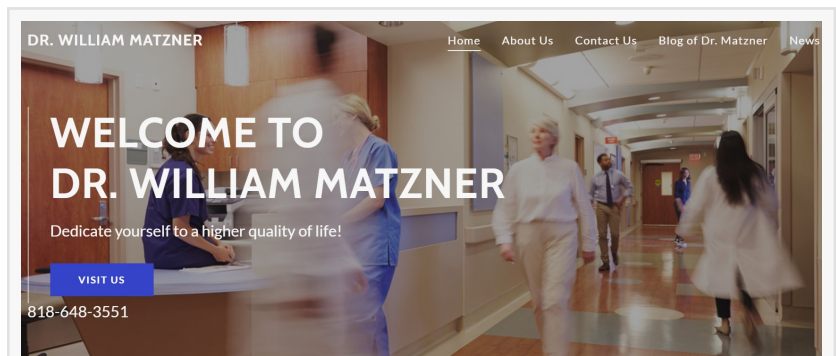 DR. WILLIAM MATZNER
Home About Us Contact Us Blog of Dr. Matzner News
WELCOME TO
DR. WILLIAM MATZNER
Dedicate yourself to a higher quality of life!
VISIT US
818-648-3551